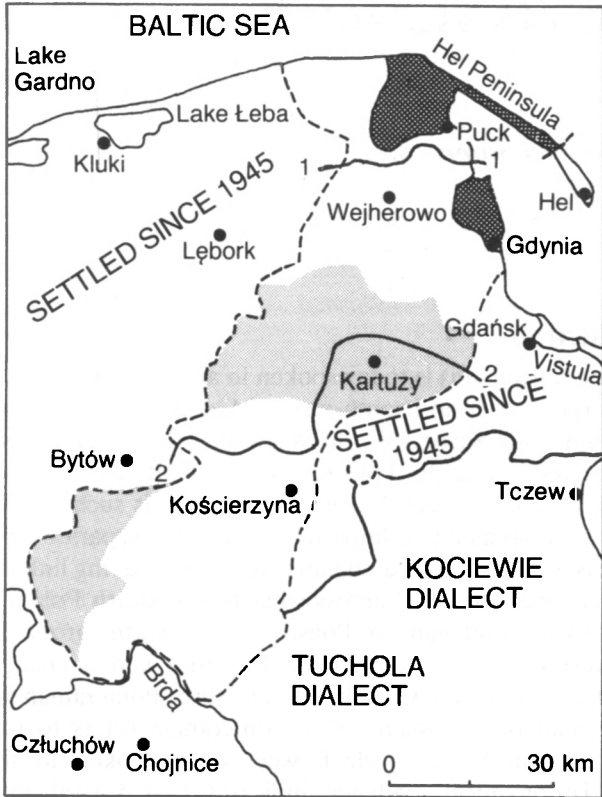 BALTIC SEA
Lake
Gardno
Hel Peninsula
Lake Łeba
Puck
Kluki
1
1
SETTLED SINCE 1945
Wejherowo
Hel
Lębork
Gdynia
Gdańsk
Vistula
Kartuzy
2
SETTLED SINCE
1945
Bytów
2
Kościerzyna
Tczew
KOCIEWIE
DIALECT
TUCHOLA
DIALECT
Brda
Człuchów
Chojnice
0
30 km